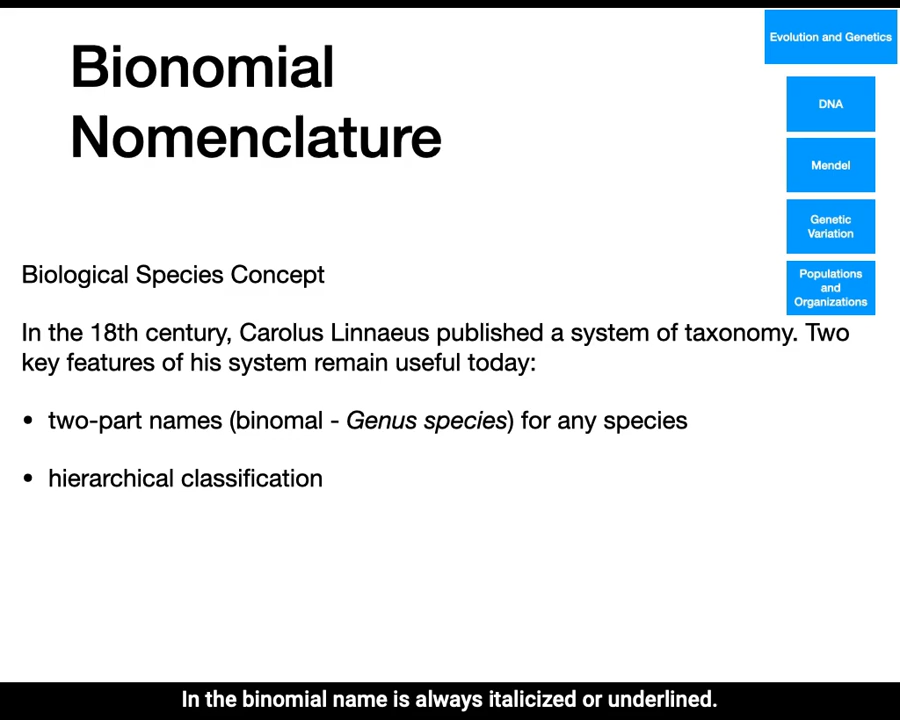 Bionomial
Nomenclature
Evolution and Genetics
DNA
Mendel
Genetic
Variation
Populations
and
Organizations
Biological Species Concept
In the 18th century, Carolus Linnaeus published a system of taxonomy. Two
key features of his system remain useful today:
• two-part names (binomal - Genus species) for any species
• hierarchical classification
In the binomial name is always italicized or underlined.